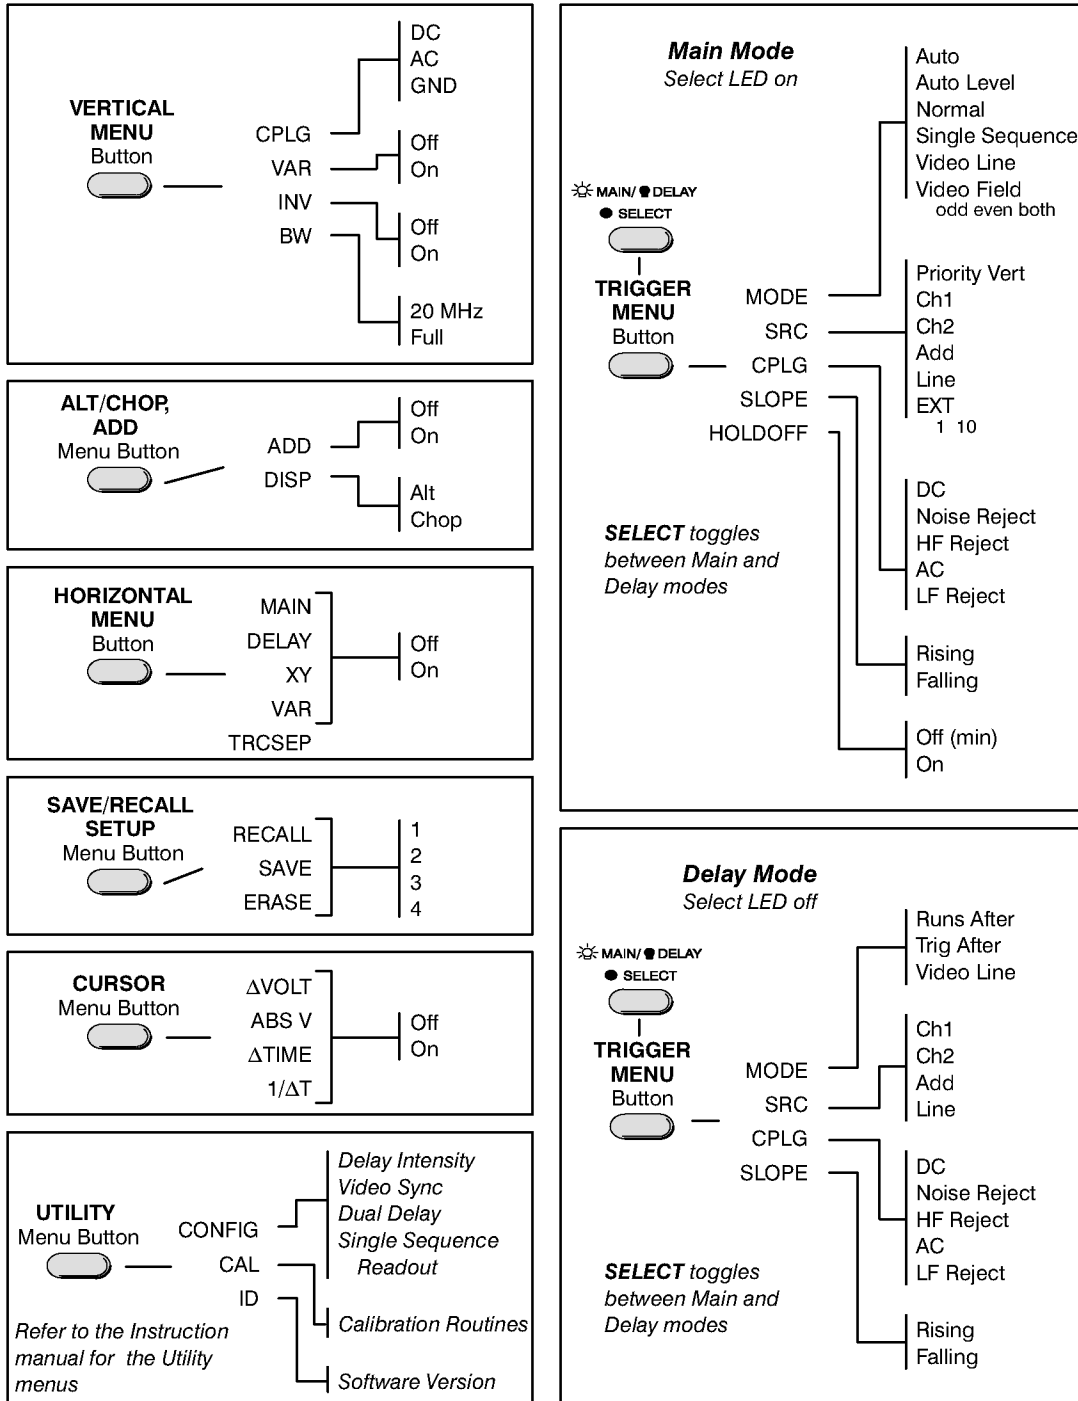 VERTICAL
MENU
Button
CPLG
VAR
INV
BW
DC
AC
GND
Off
On
Off
On
20 MHz
Full
ALT/CHOP,
ADD
Menu Button
ADD
DISP
Off
On
Alt
Chop
HORIZONTAL
MENU
Button
MAIN
DELAY
XY
VAR
TRCSEP
Off
On
SAVE/RECALL
SETUP
Menu Button
RECALL
SAVE
ERASE
1
2
3
4
CURSOR
Menu Button
ΔVOLT
ABS V
ΔTIME
1/ΔT
Off
On
UTILITY
Menu Button
CONFIG
CAL
ID
Delay Intensity
Video Sync
Dual Delay
Single Sequence
Readout
Calibration Routines
Software Version
Refer to the Instruction
manual for the Utility
menus
Main Mode
Select LED on
MAIN/ DELAY
SELECT
TRIGGER
MENU
Button
MODE
SRC
CPLG
SLOPE
HOLDOFF
Auto
Auto Level
Normal
Single Sequence
Video Line
Video Field
odd even both
Priority Vert
Ch1
Ch2
Add
Line
EXT
1 10
DC
Noise Reject
HF Reject
AC
LF Reject
Rising
Falling
Off (min)
On
SELECT toggles
between Main and
Delay modes
Delay Mode
Select LED off
MAIN/ DELAY
SELECT
TRIGGER
MENU
Button
MODE
SRC
CPLG
SLOPE
Runs After
Trig After
Video Line
Ch1
Ch2
Add
Line
DC
Noise Reject
HF Reject
AC
LF Reject
Rising
Falling
SELECT toggles
between Main and
Delay modes